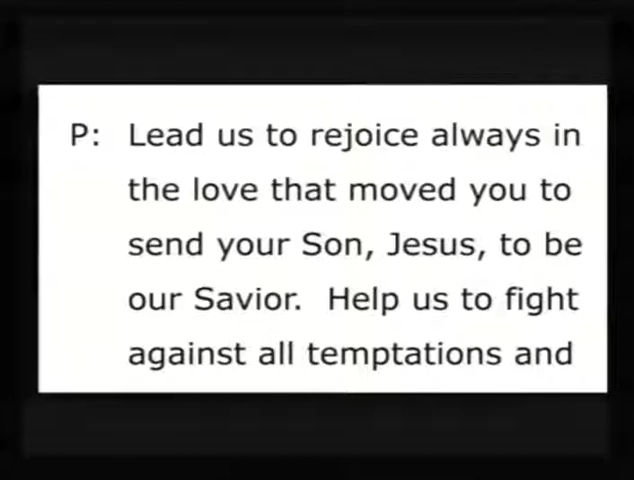 P: Lead us to rejoice always in
the love that moved you to
send your Son, Jesus, to be
our Savior. Help us to fight
against all temptations and